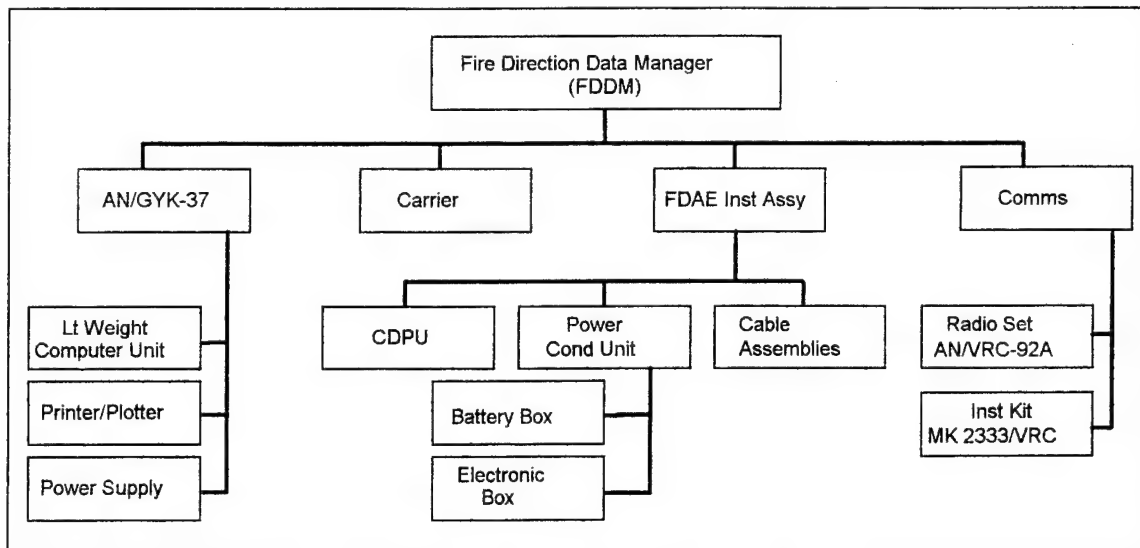 Fire Direction Data Manager
(FDDM)
AN/GYK-37
Carrier
FDAE Inst Assy
Comms
Lt Weight
Computer Unit
CDPU
Power
Cond Unit
Cable
Assemblies
Radio Set
AN/VRC-92A
Printer/Plotter
Battery Box
Inst Kit
MK 2333/VRC
Power Supply
Electronic
Box